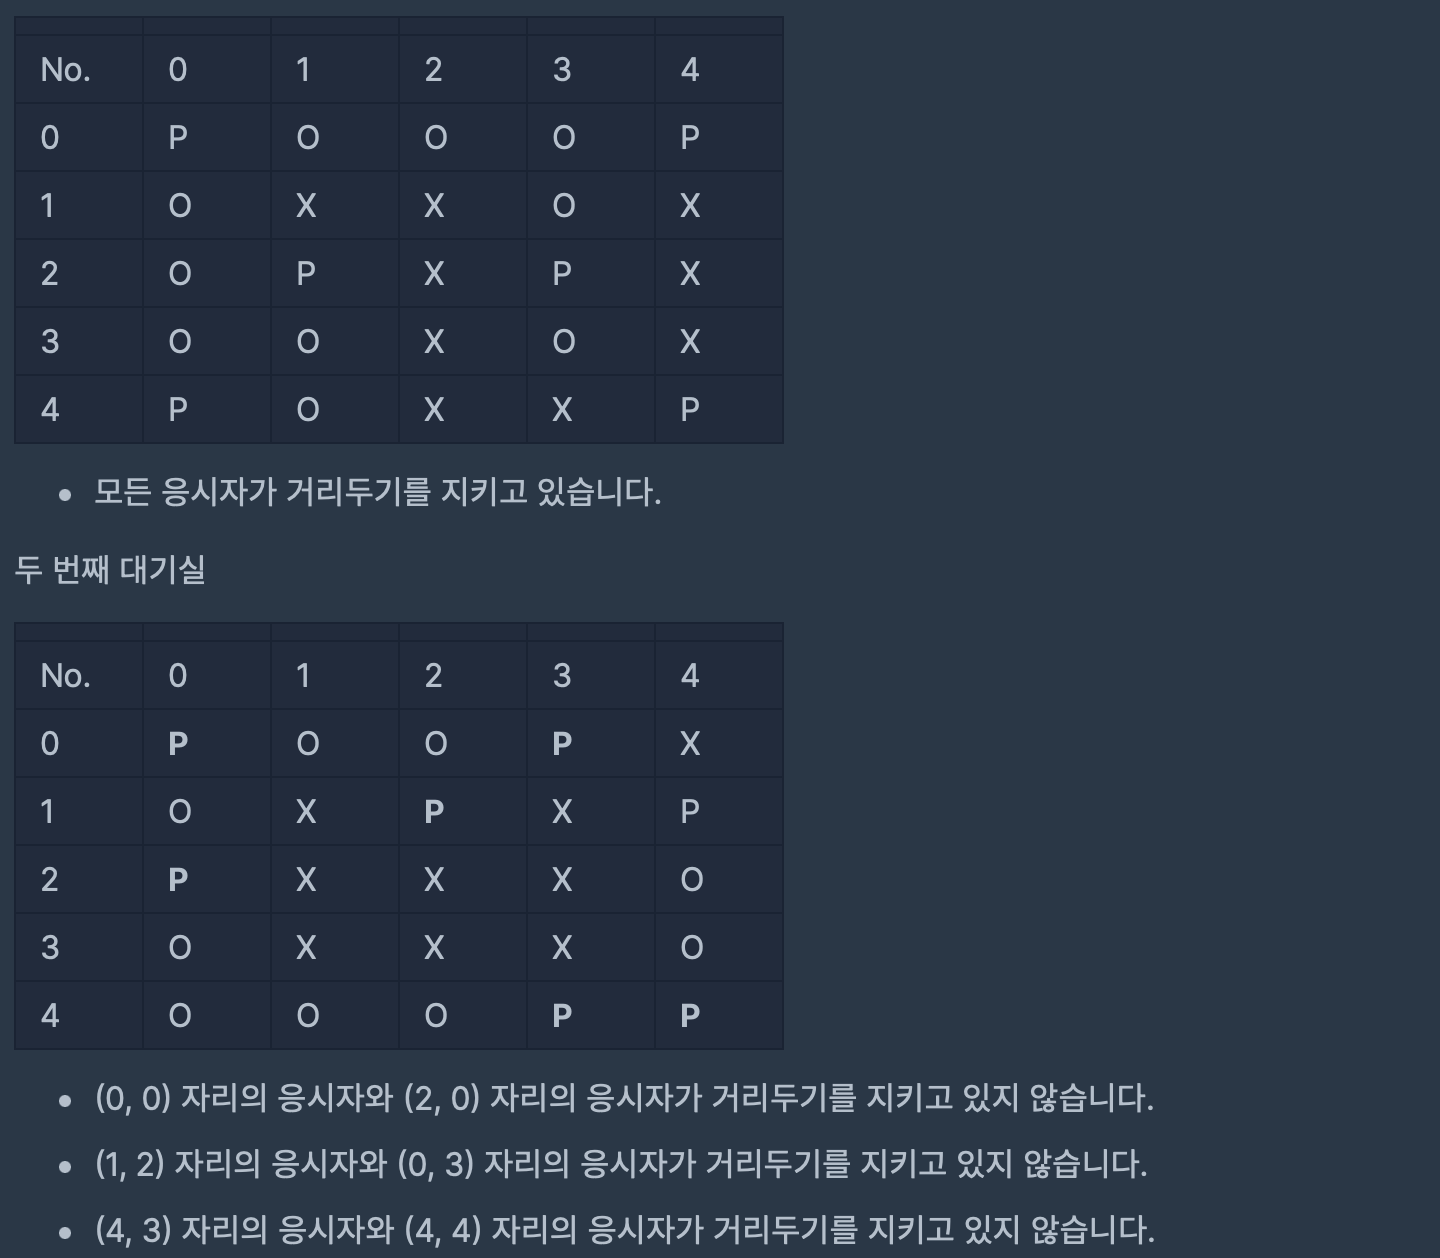 No. 0 1 2 3 4
0 P O O O P
1 O X X O X
2 O P X P X
3 O O X O X
4 P O X X P
모든 응시자가 거리두기를 지키고 있습니다.
두 번째 대기실
No. 0 1 2 3 4
0 P O O P X
1 O X P X P
2 P X X X O
3 O X X X O
4 O O O P P
(0, 0) 자리의 응시자와 (2, 0) 자리의 응시자가 거리두기를 지키고 있지 않습니다.
(1, 2) 자리의 응시자와 (0, 3) 자리의 응시자가 거리두기를 지키고 있지 않습니다.
(4, 3) 자리의 응시자와 (4, 4) 자리의 응시자가 거리두기를 지키고 있지 않습니다.